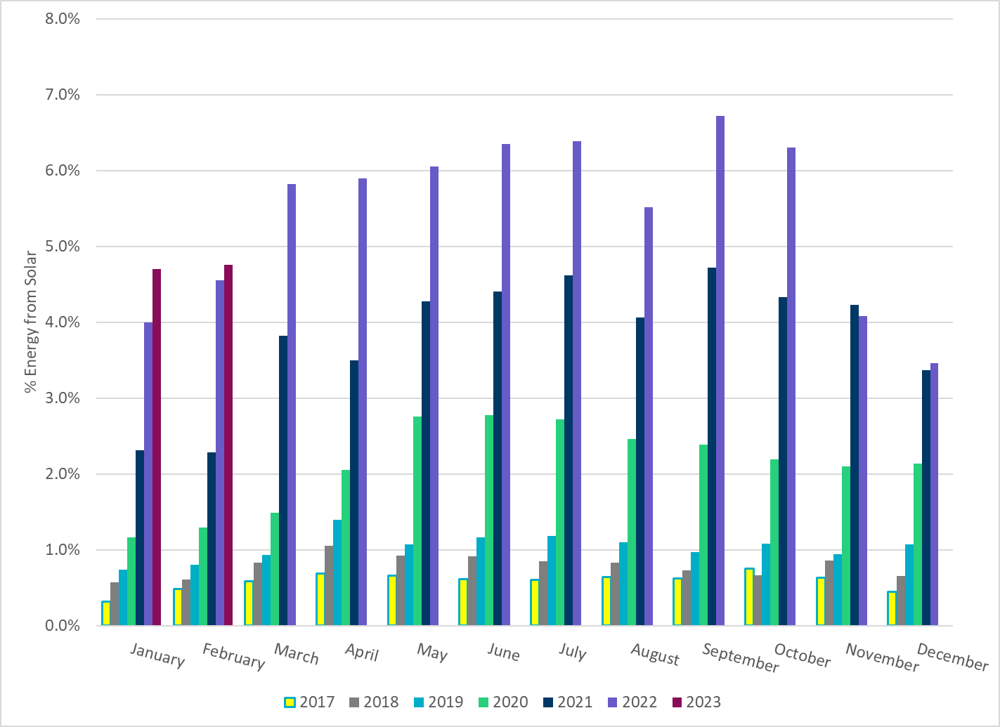 8.0%
7.0%
6.0%
5.0%
4.0%
3.0%
2.0%
1.0%
0.0%
% Energy from Solar
January
February
March
April
May
June
July
August
September
October
November
December
2017 2018 2019 2020 2021 2022 2023